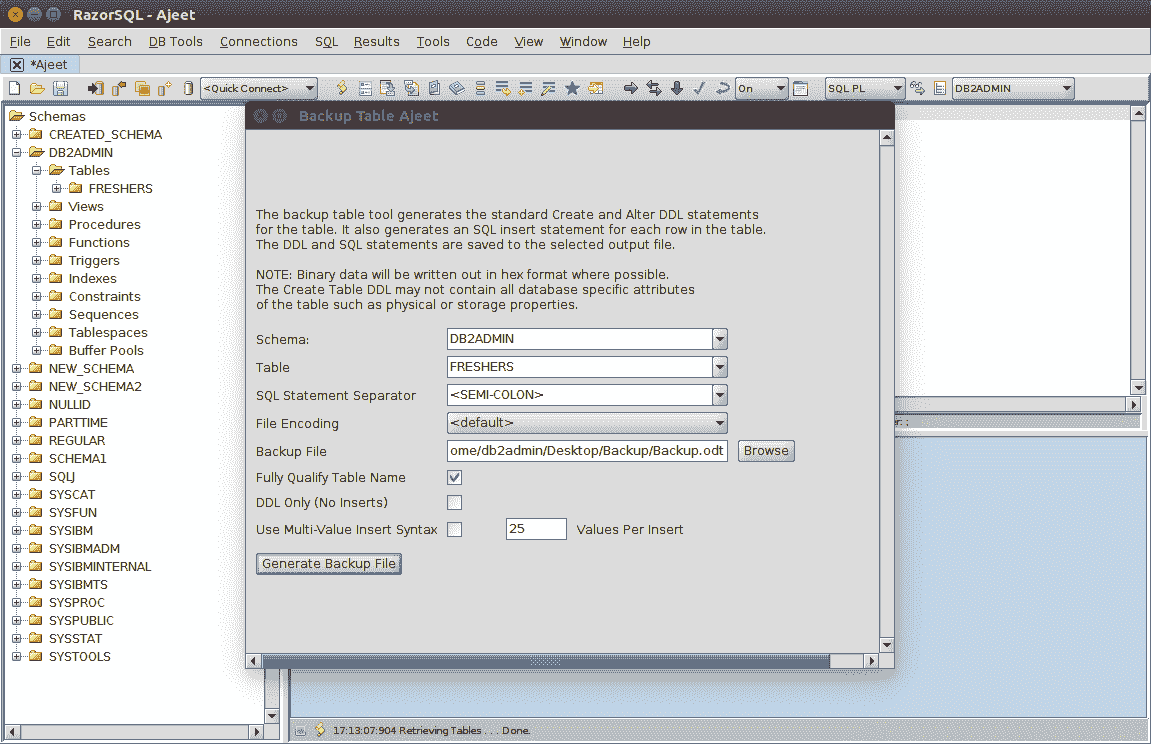 RazorSQL - Ajeet
File Edit Search DB Tools Connections SQL Results Tools Code View Window Help
*Ajeet
<Quick Connect> On SQL PL DB2ADMIN
Schemas
CREATED_SCHEMA
DB2ADMIN
Tables
FRESHERS
Views
Procedures
Functions
Triggers
Indexes
Constraints
Sequences
Tablespaces
Buffer Pools
NEW_SCHEMA
NEW_SCHEMA2
NULLID
PARTTIME
REGULAR
SCHEMA1
SQLJ
SYSCAT
SYSFUN
SYSIBM
SYSIBMADM
SYSIBMINTERNAL
SYSIBMTS
SYSPROC
SYSPUBLIC
SYSSTAT
SYSTOOLS
Backup Table Ajeet
The backup table tool generates the standard Create and Alter DDL statements
for the table. It also generates an SQL insert statement for each row in the table.
The DDL and SQL statements are saved to the selected output file.
NOTE: Binary data will be written out in hex format where possible.
The Create Table DDL may not contain all database specific attributes
of the table such as physical or storage properties.
Schema: DB2ADMIN
Table FRESHERS
SQL Statement Separator <SEMI-COLON>
File Encoding <default>
Backup File ome/db2admin/Desktop/Backup/Backup.odt Browse
Fully Qualify Table Name
DDL Only (No Inserts)
Use Multi-Value Insert Syntax 25 Values Per Insert
Generate Backup File
17:13:07:904 Retrieving Tables . . . Done.